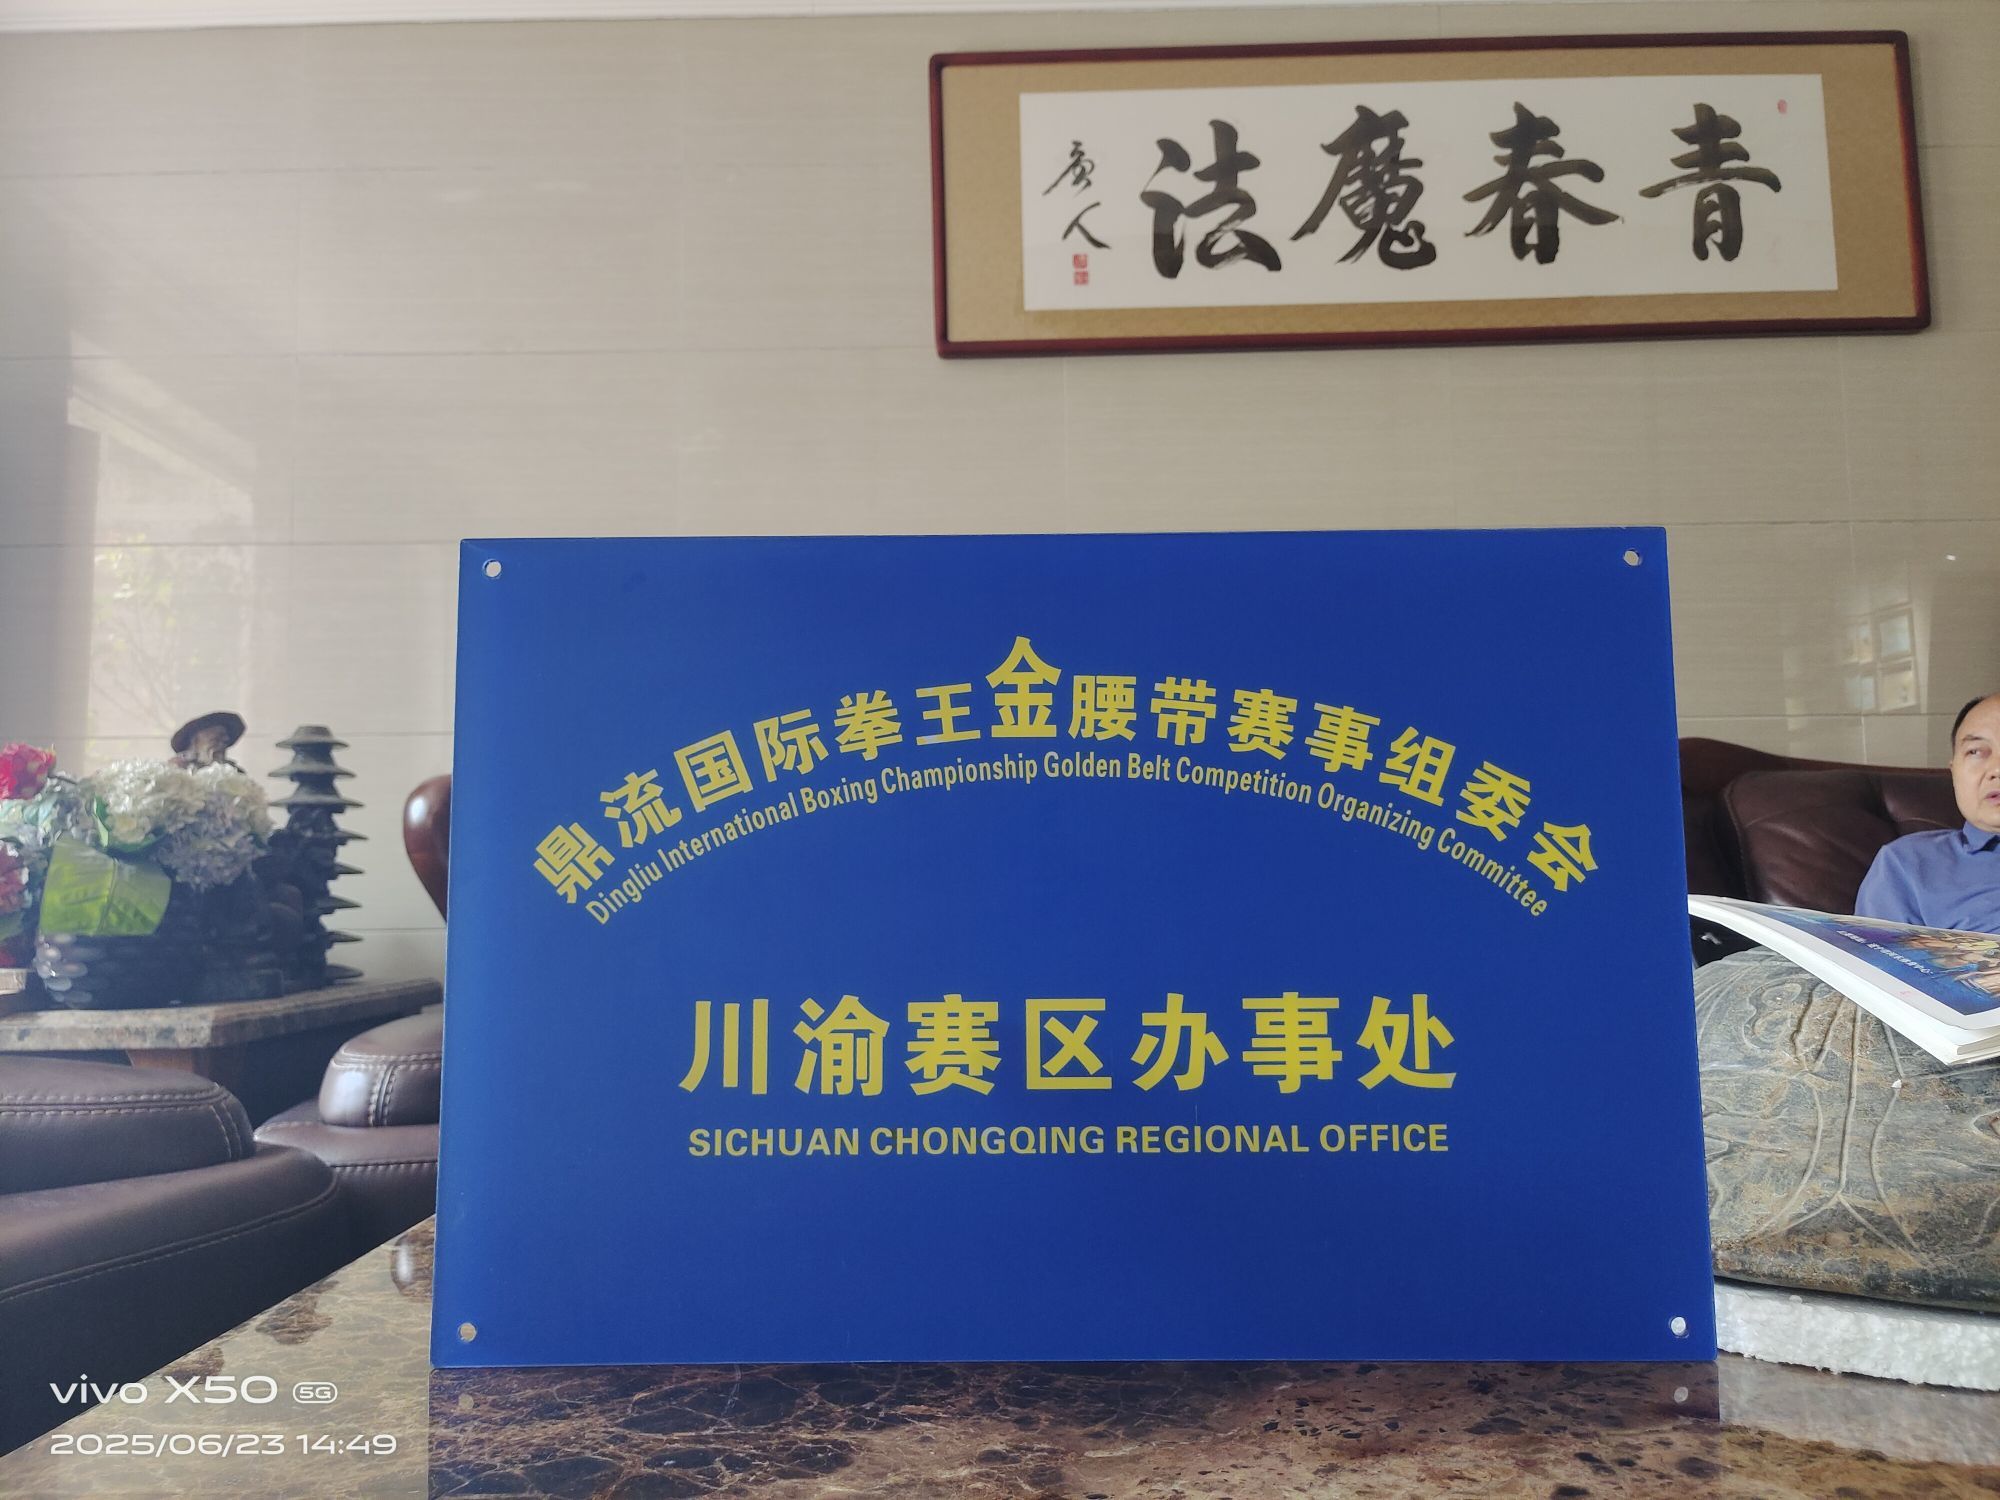 青春魔法
鼎流国际拳王金腰带赛事组委会
Dingliu International Boxing Championship Golden Belt Competition Organizing Committee
川渝赛区办事处
SICHUAN CHONGQING REGIONAL OFFICE
vivo X50 5G
2025/06/23 14:49